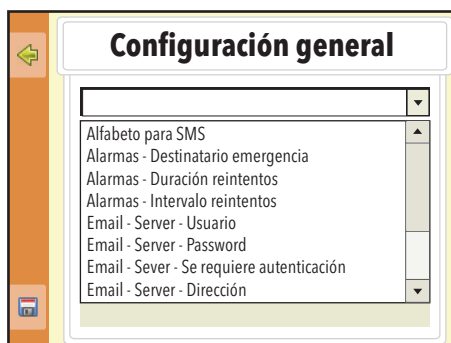 Configuración general
Alfabeto para SMS
Alarmas - Destinatario emergencia
Alarmas - Duración reintentos
Alarmas - Intervalo reintentos
Email - Server - Usuario
Email - Server - Password
Email - Sever - Se requiere autenticación
Email - Server - Dirección